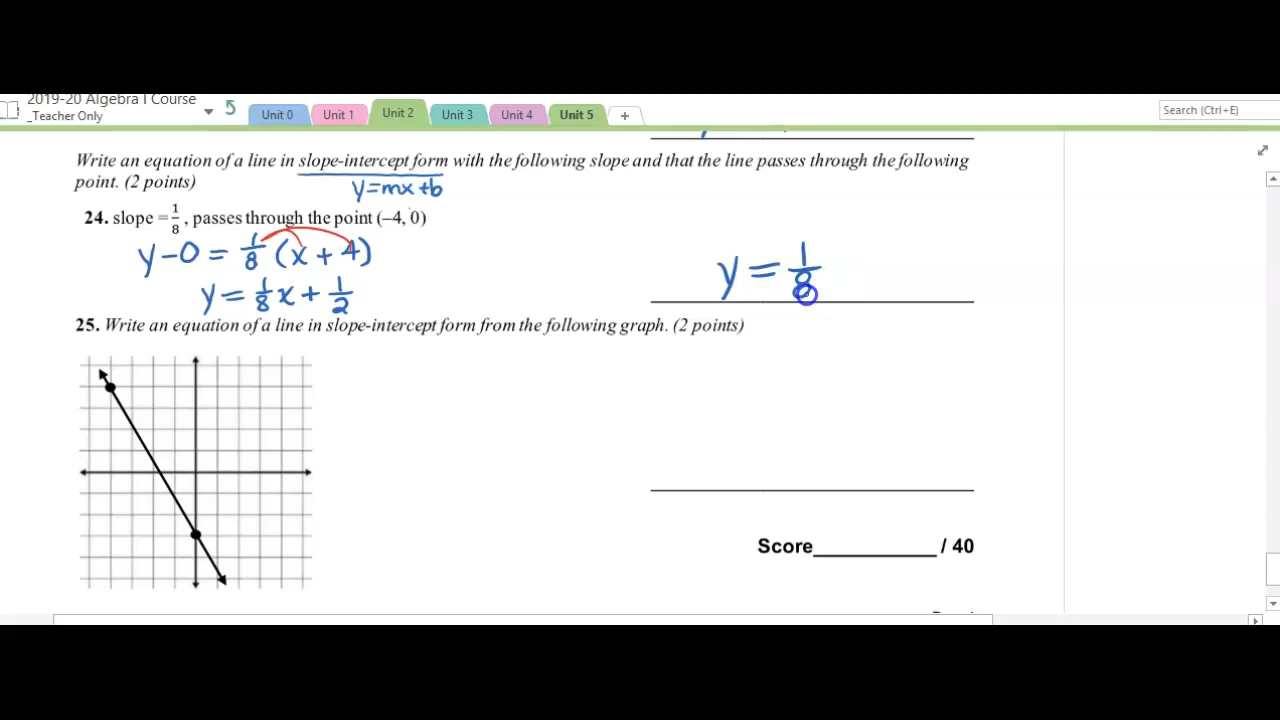 2019-20 Algebra I Course
_Teacher Only
Unit 0 Unit 1 Unit 2 Unit 3 Unit 4 Unit 5 +
Search (Ctrl+E)
Write an equation of a line in slope-intercept form with the following slope and that the line passes through the following
point. (2 points)
y=mx+b
24. slope = 1/8, passes through the point (–4, 0)
y-0 = 1/8 (x + 4)
y = 1/8 x + 1/2
y = 1/8
25. Write an equation of a line in slope-intercept form from the following graph. (2 points)
Score__________ / 40